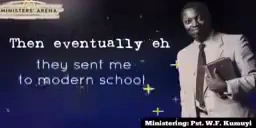 MINISTERS' ARENA
Then eventually eh
they sent me
to modern school
Ministering: Pst. W.F. Kumuyi